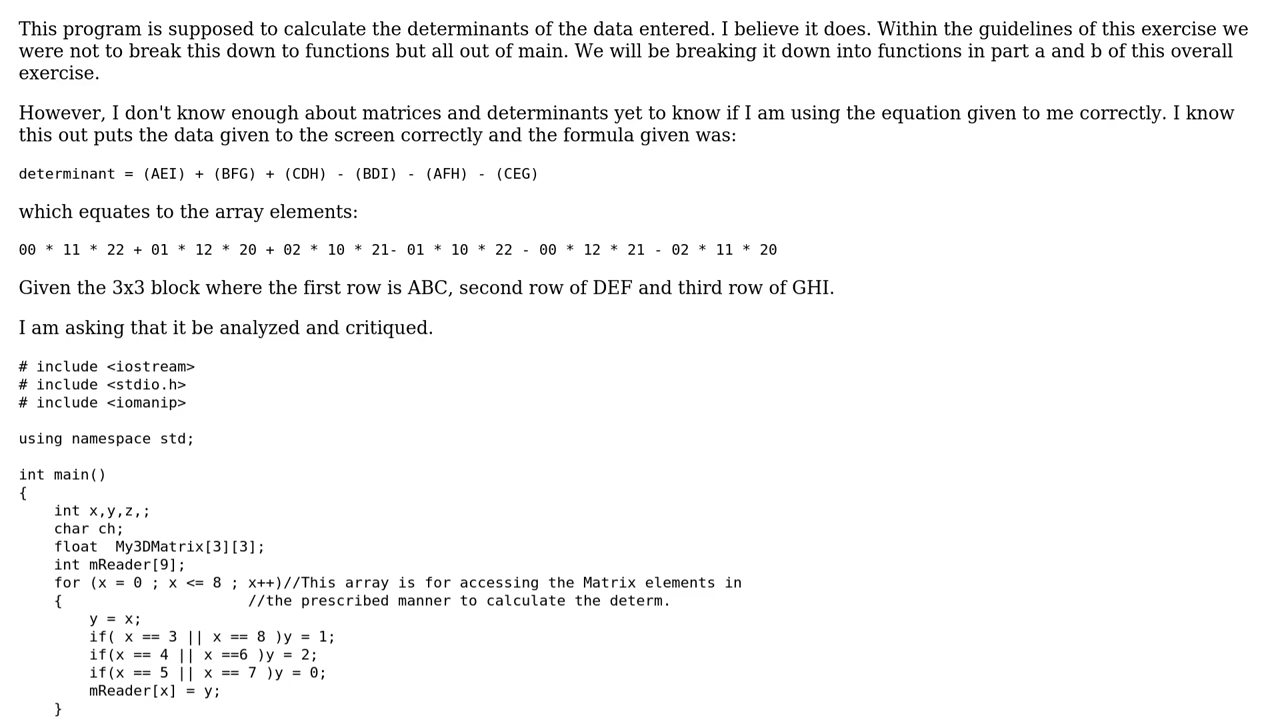 This program is supposed to calculate the determinants of the data entered. I believe it does. Within the guidelines of this exercise we
were not to break this down to functions but all out of main. We will be breaking it down into functions in part a and b of this overall
exercise.
However, I don't know enough about matrices and determinants yet to know if I am using the equation given to me correctly. I know
this out puts the data given to the screen correctly and the formula given was:
determinant = (AEI) + (BFG) + (CDH) - (BDI) - (AFH) - (CEG)
which equates to the array elements:
00 * 11 * 22 + 01 * 12 * 20 + 02 * 10 * 21- 01 * 10 * 22 - 00 * 12 * 21 - 02 * 11 * 20
Given the 3x3 block where the first row is ABC, second row of DEF and third row of GHI.
I am asking that it be analyzed and critiqued.
# include <iostream>
# include <stdio.h>
# include <iomanip>
using namespace std;
int main()
{
    int x,y,z,;
    char ch;
    float  My3DMatrix[3][3];
    int mReader[9];
    for (x = 0 ; x <= 8 ; x++)//This array is for accessing the Matrix elements in
    {                     //the prescribed manner to calculate the determ.
        y = x;
        if( x == 3 || x == 8 )y = 1;
        if(x == 4 || x ==6 )y = 2;
        if(x == 5 || x == 7 )y = 0;
        mReader[x] = y;
    }